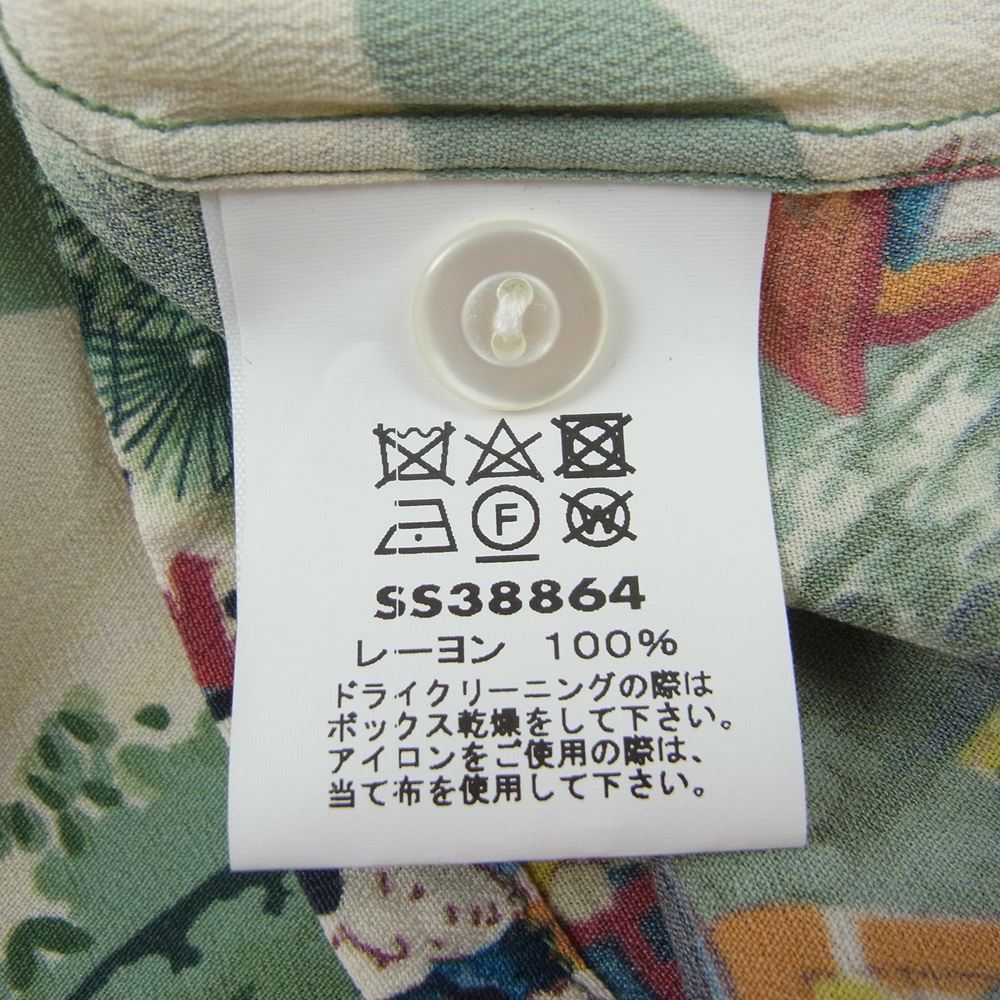 F W
SS38864
レーヨン 100%
ドライクリーニングの際は
ボックス乾燥をして下さい。
アイロンをご使用の際は、
当て布を使用して下さい。